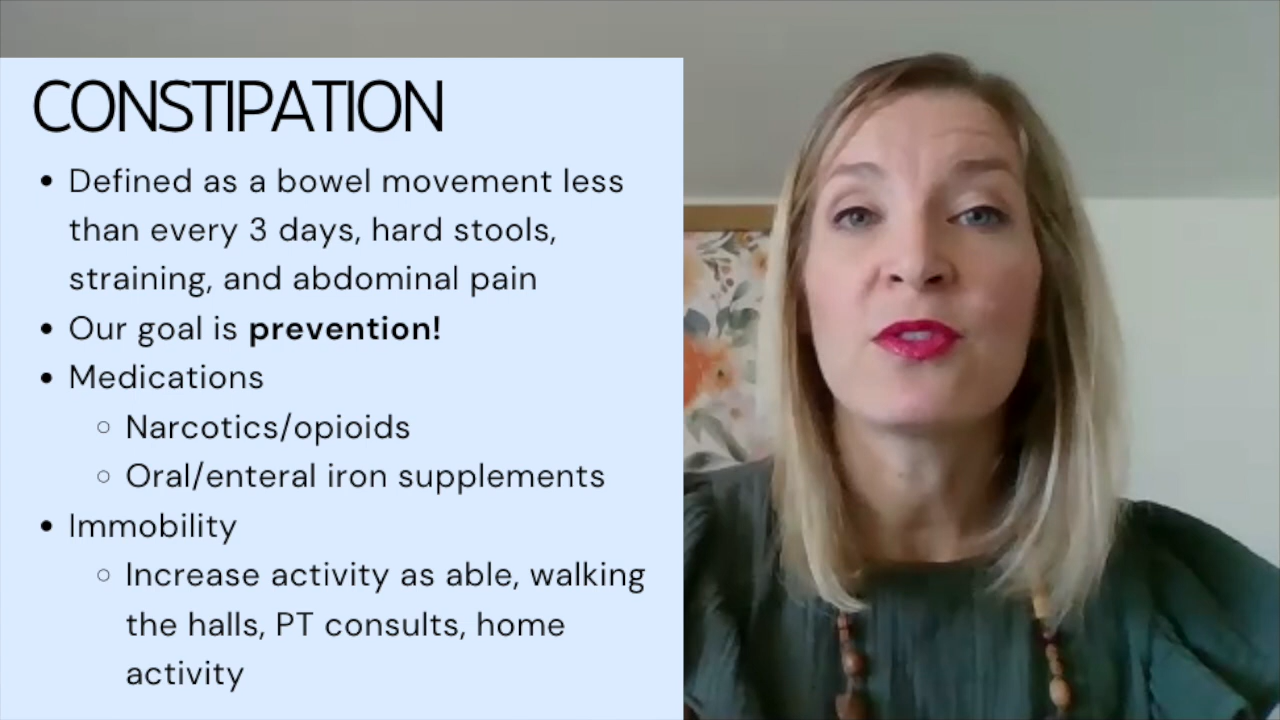 CONSTIPATION
• Defined as a bowel movement less
than every 3 days, hard stools,
straining, and abdominal pain
• Our goal is prevention!
• Medications
○ Narcotics/opioids
○ Oral/enteral iron supplements
• Immobility
○ Increase activity as able, walking
the halls, PT consults, home
activity